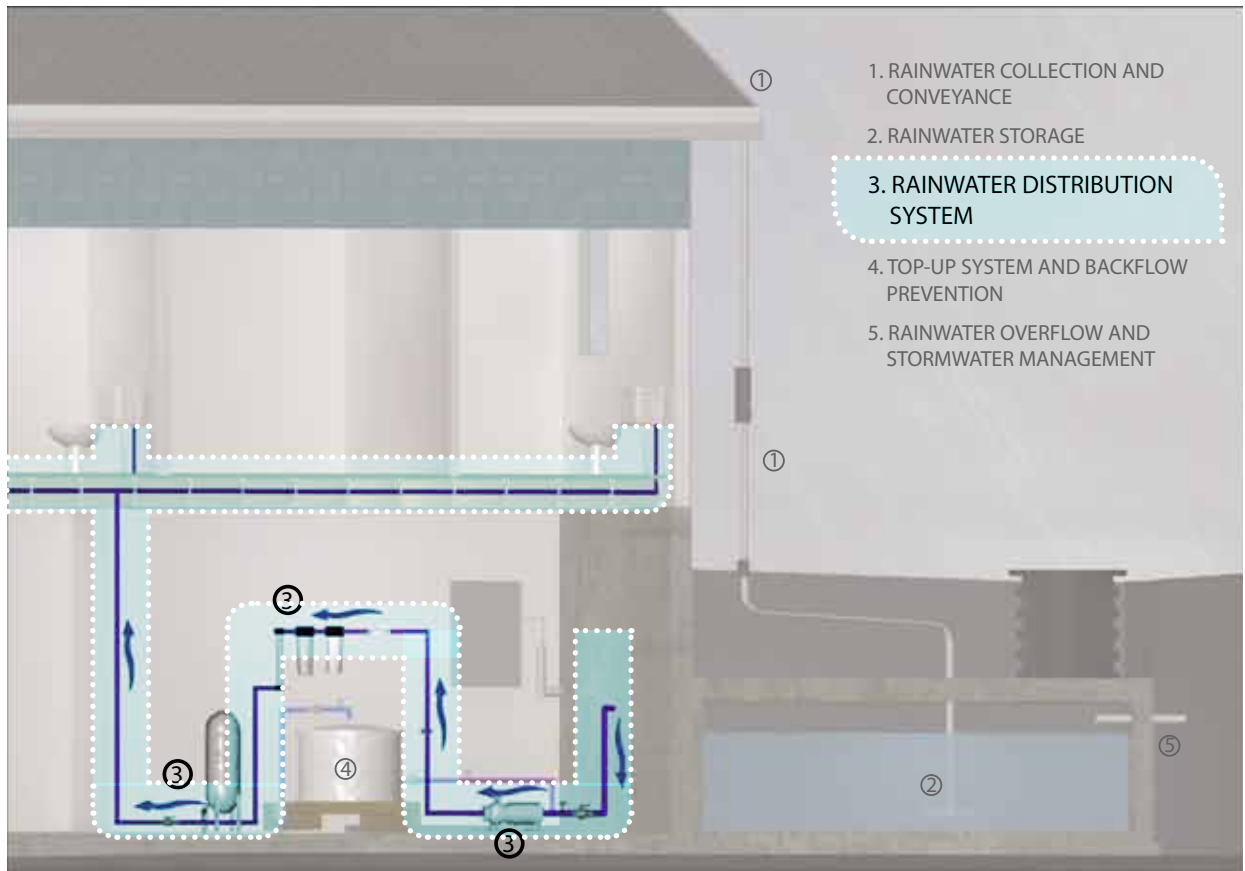 1. RAINWATER COLLECTION AND
CONVEYANCE
2. RAINWATER STORAGE
3. RAINWATER DISTRIBUTION
SYSTEM
4. TOP-UP SYSTEM AND BACKFLOW
PREVENTION
5. RAINWATER OVERFLOW AND
STORMWATER MANAGEMENT
①
①
③
③
④
③
②
⑤